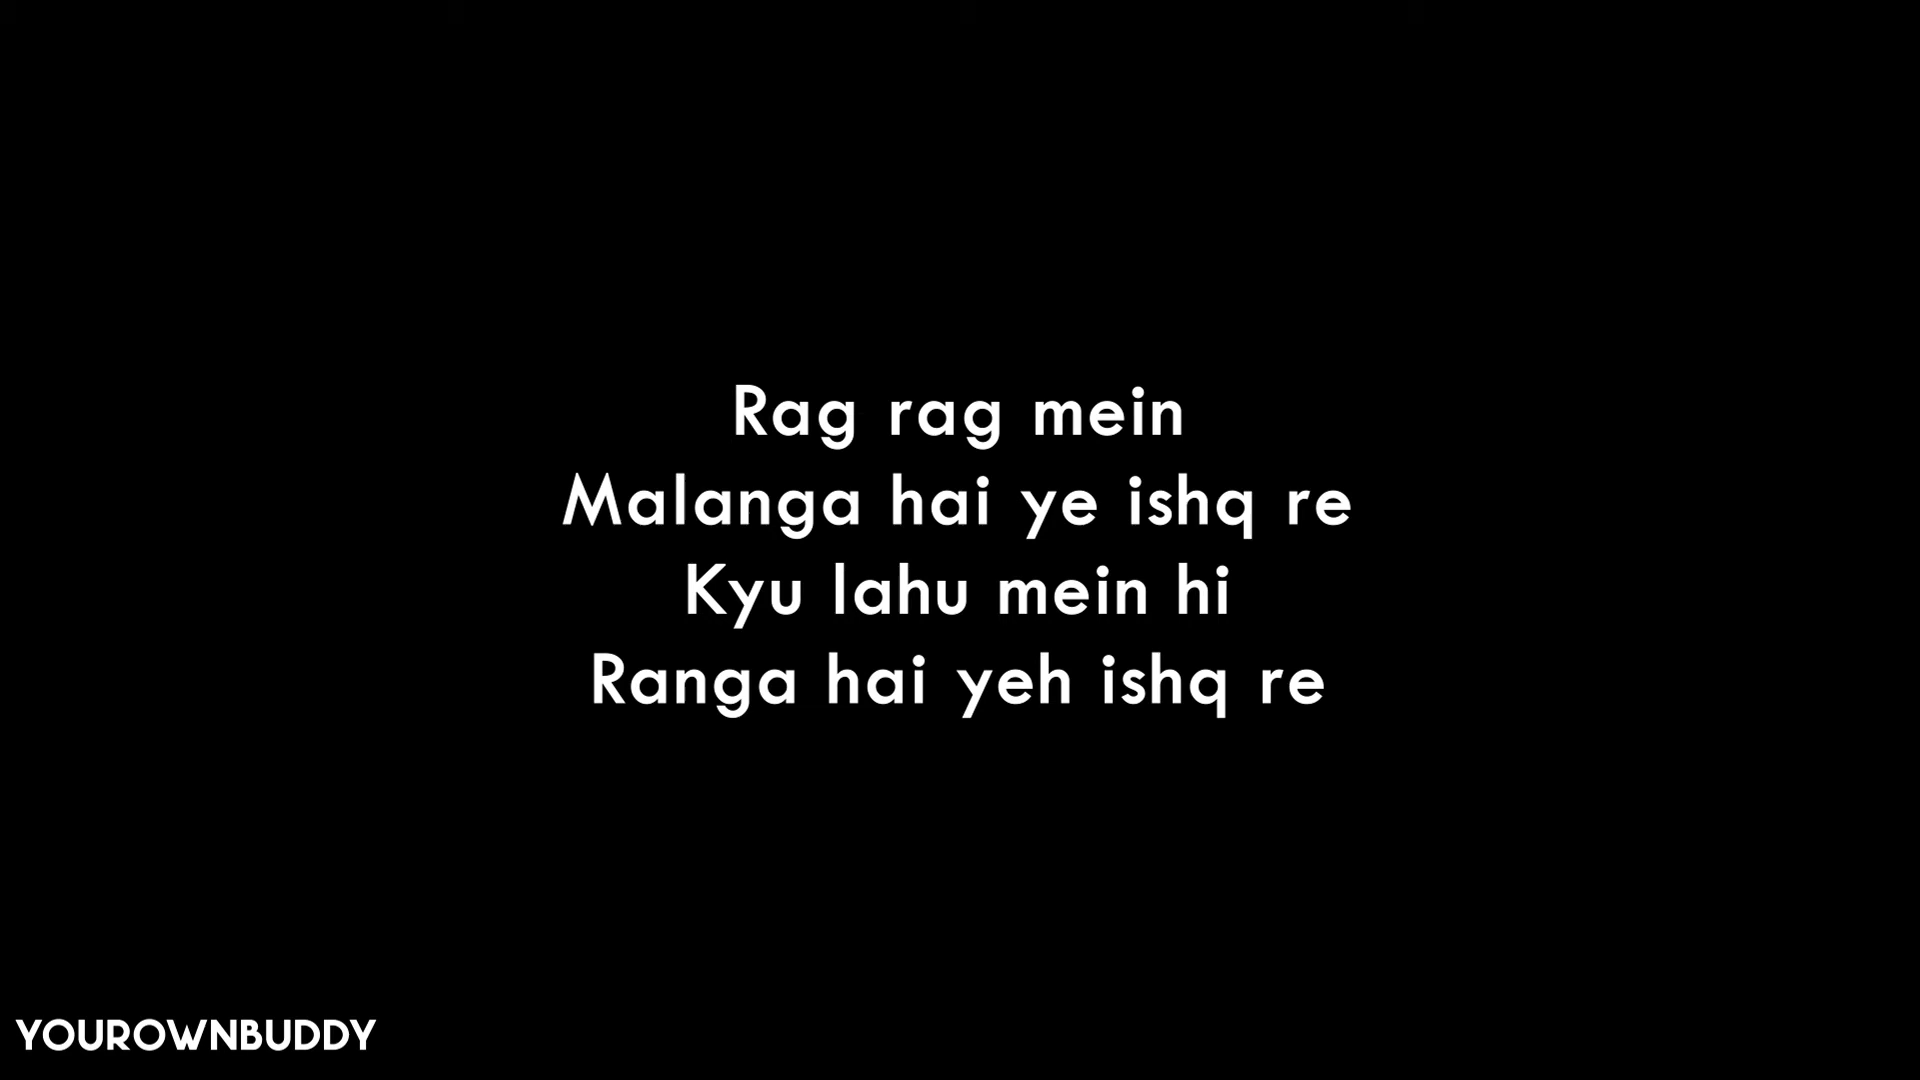 Rag rag mein
Malanga hai ye ishq re
Kyu lahu mein hi
Ranga hai yeh ishq re
YOUROWNBUDDY